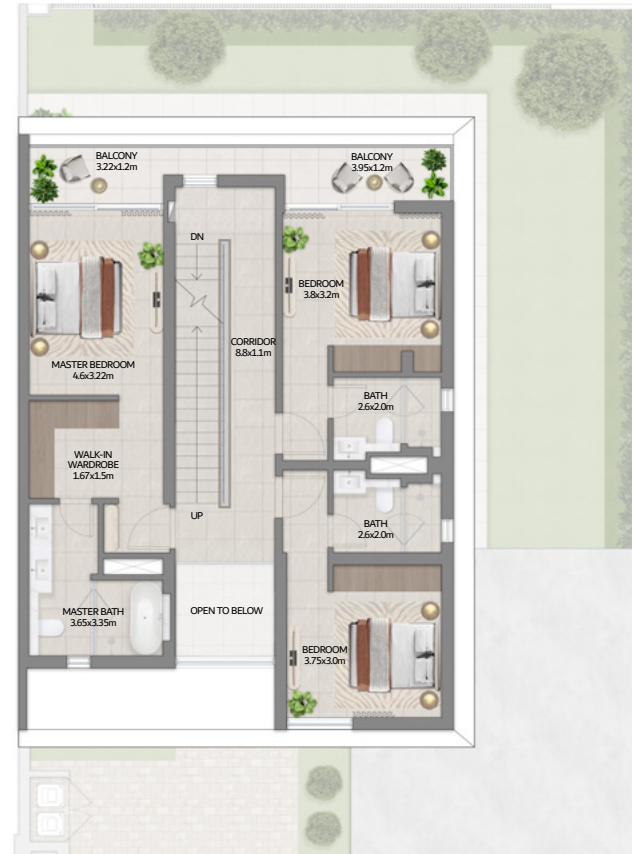 BALCONY
3.22x1.2m
BALCONY
3.95x1.2m
DN
BEDROOM
3.8x3.2m
CORRIDOR
8.8x1.1m
MASTER BEDROOM
4.6x3.22m
BATH
2.6x2.0m
WALK-IN
WARDROBE
1.67x1.5m
UP
BATH
2.6x2.0m
MASTER BATH
3.65x3.35m
OPEN TO BELOW
BEDROOM
3.75x3.0m